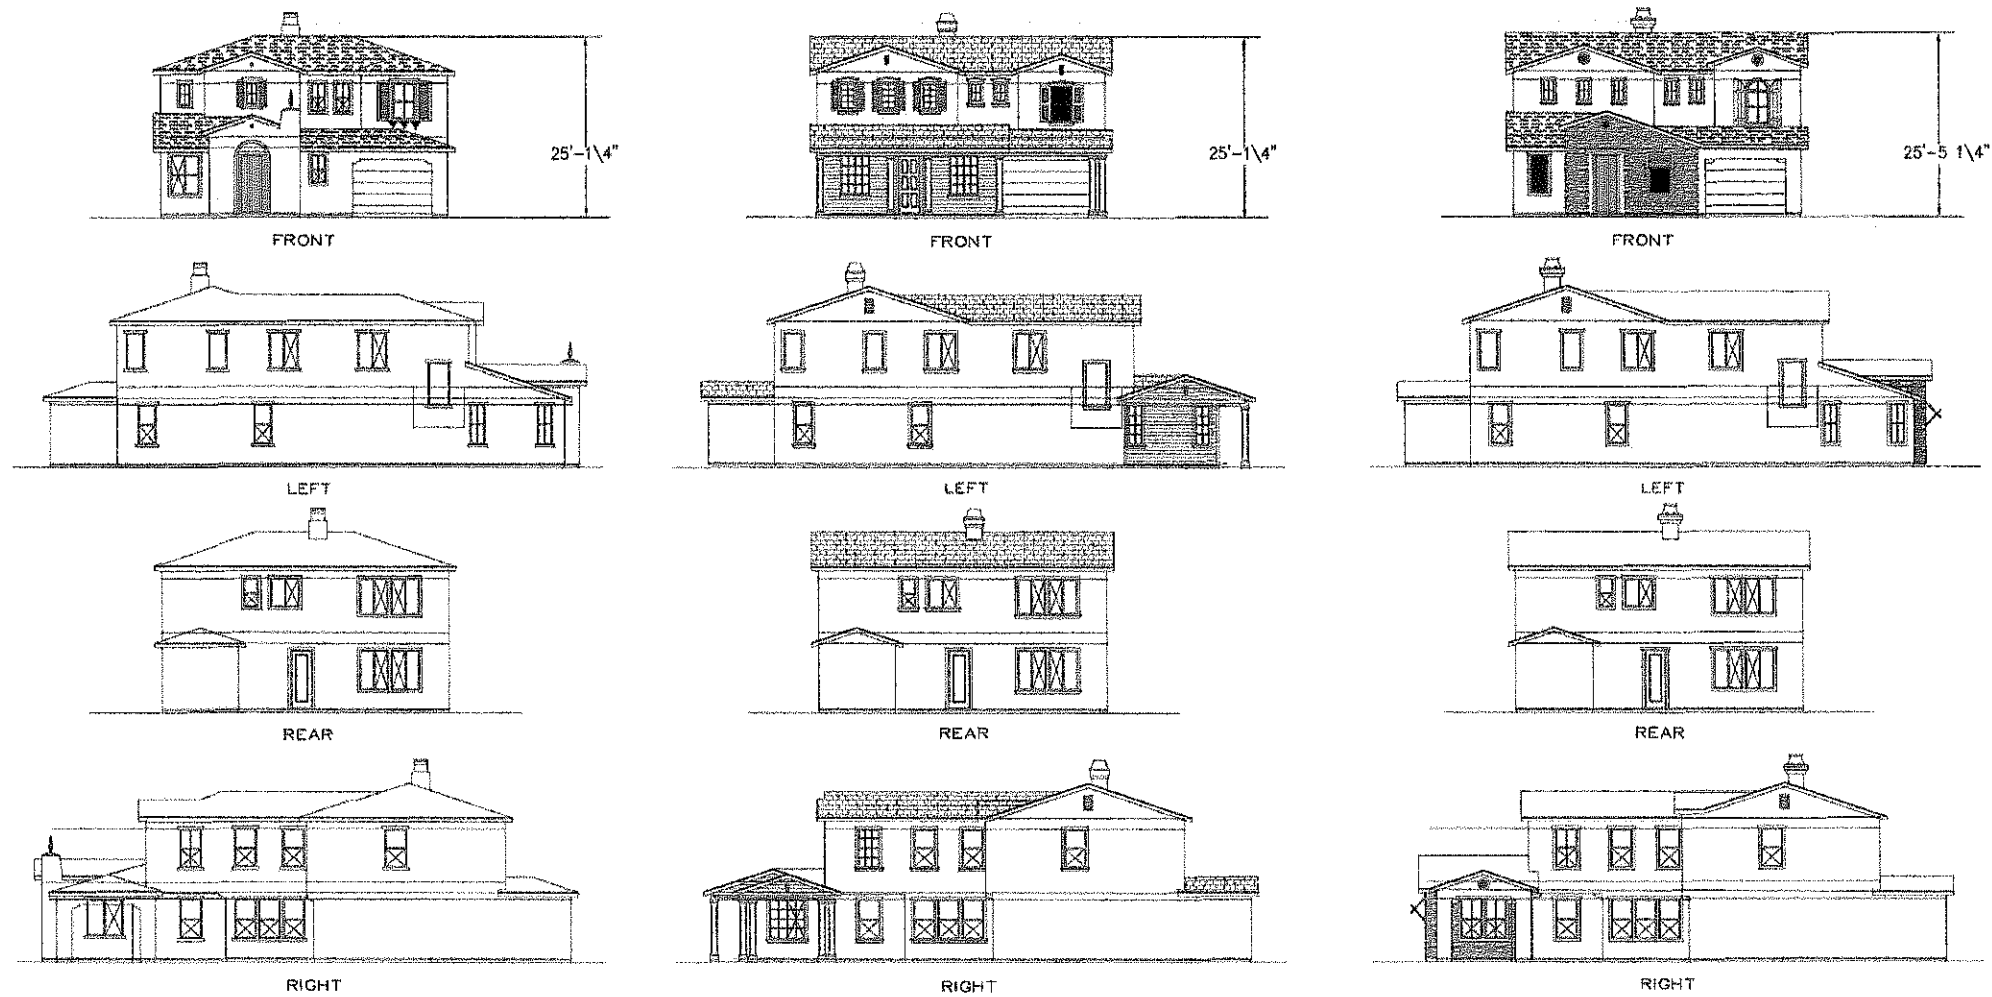 25'-1\4"
25'-1\4"
25'-5 1\4"
FRONT
FRONT
FRONT
LEFT
LEFT
LEFT
REAR
REAR
REAR
RIGHT
RIGHT
RIGHT